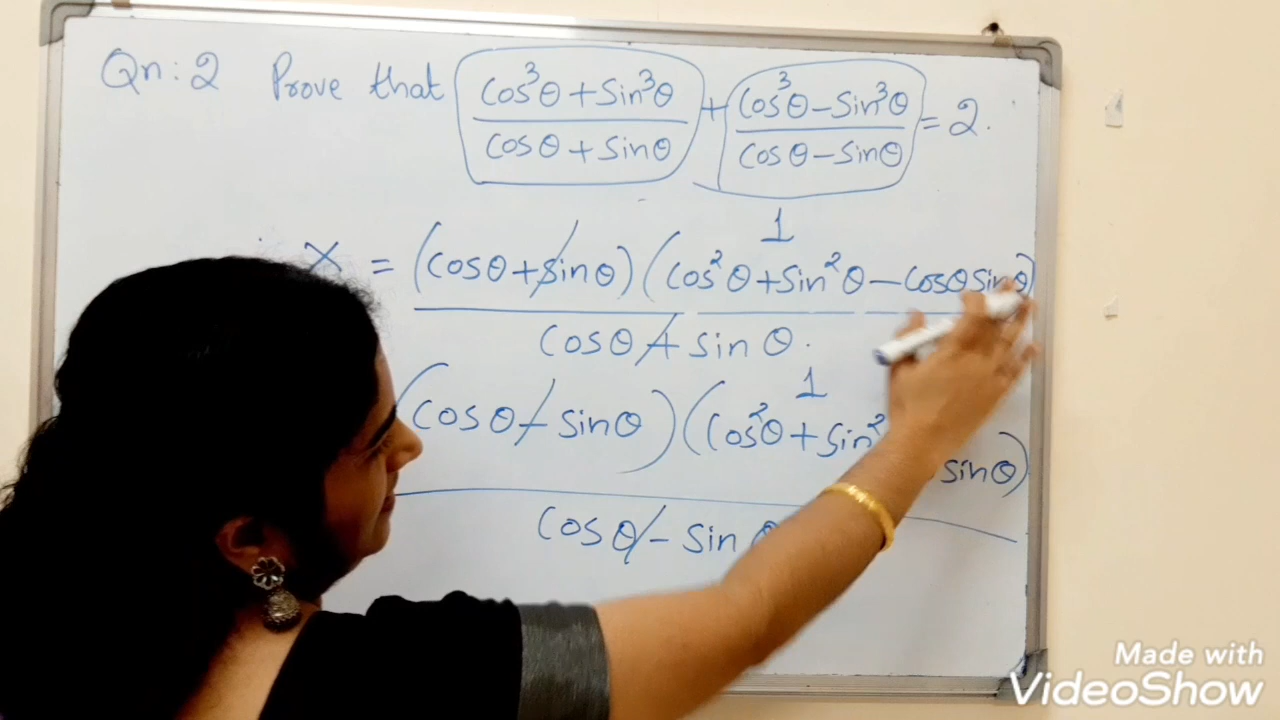 Qn: 2 Prove that cos³θ + sin³θ / cosθ + sinθ + cos³θ − sin³θ / cosθ − sinθ = 2.
1
X = (cosθ + sinθ) (cos²θ + sin²θ − cosθ sinθ)
cosθ + sinθ.
1
(cosθ − sinθ) (cos²θ + sin²
sinθ)
cosθ − sin
Made with
VideoShow